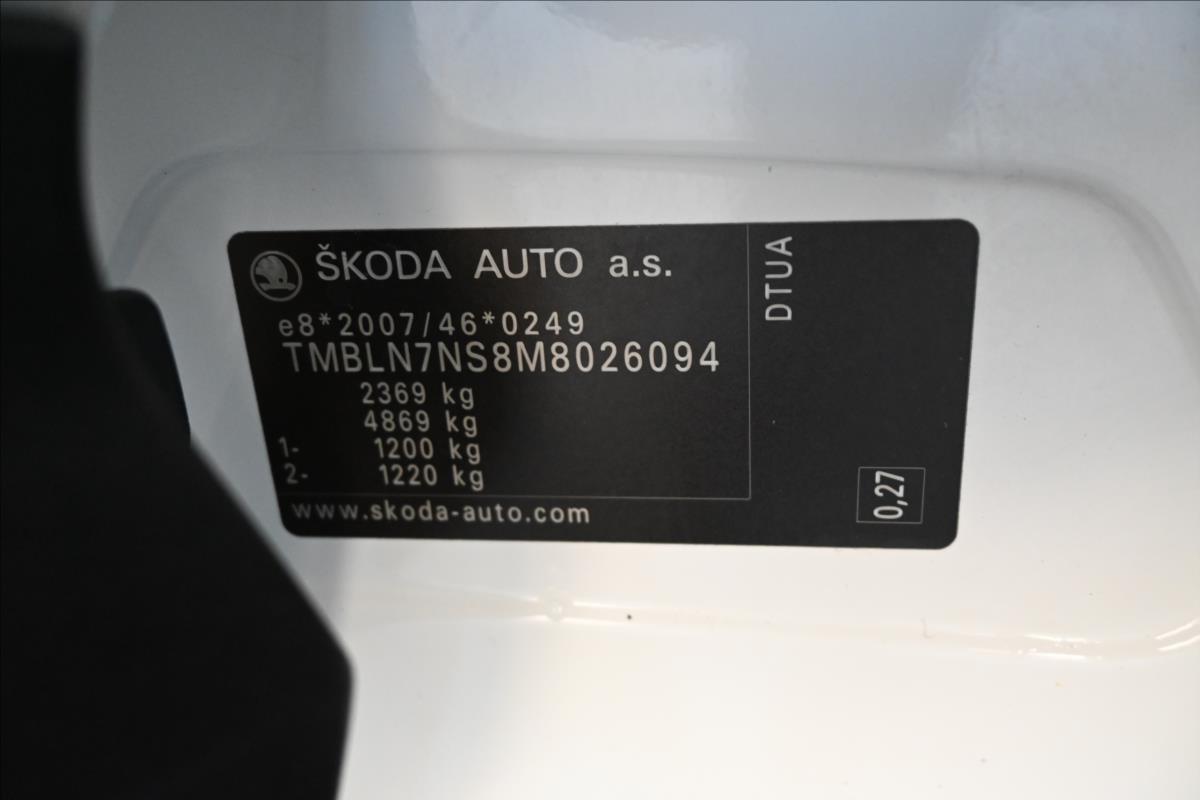 ŠKODA AUTO a.s.
e8*2007/46*0249
TMBLN7NS8M8026094
2369 kg
4869 kg
1- 1200 kg
2- 1220 kg
www.skoda-auto.com
DTUA
0,27